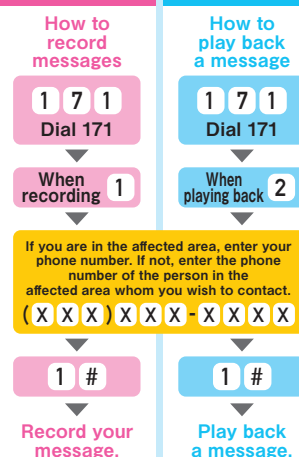 How to
record
messages
1 7 1
Dial 171
When
recording 1
How to
play back
a message
1 7 1
Dial 171
When
playing back 2
If you are in the affected area, enter your
phone number. If not, enter the phone
number of the person in the
affected area whom you wish to contact.
(XXX)XXX-XXXX
1 #
Record your
message.
1 #
Play back
a message.